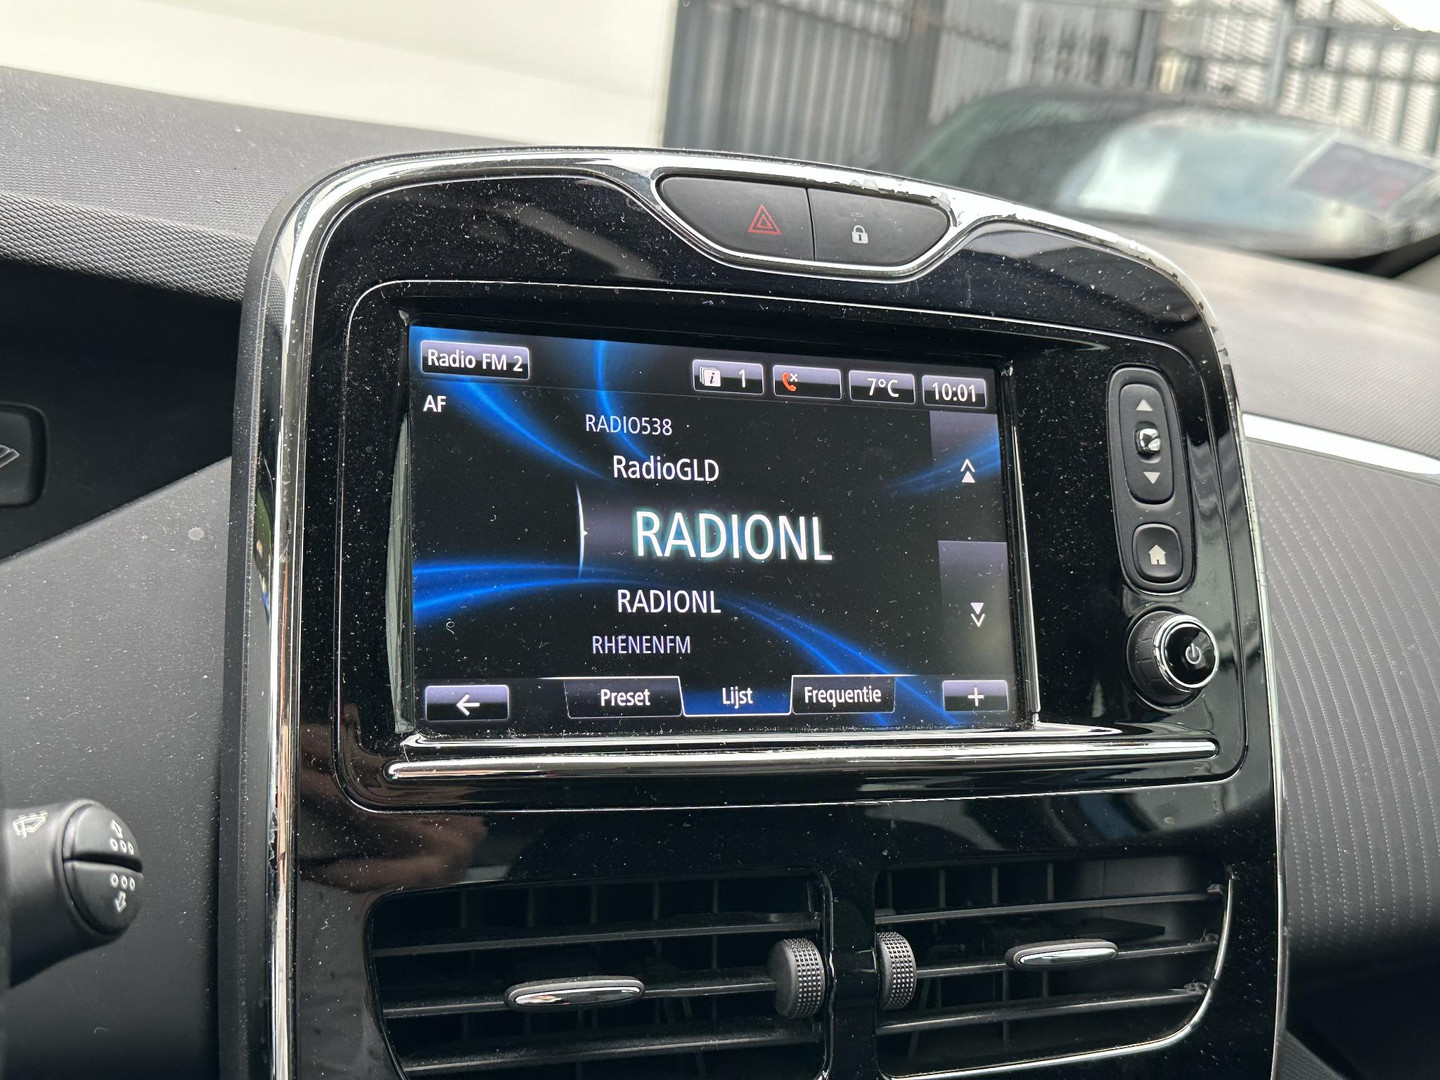 Radio FM 2
i 1
7°C
10:01
AF
RADIO538
RadioGLD
RADIONL
RADIONL
RHENENFM
Preset
Lijst
Frequentie
+